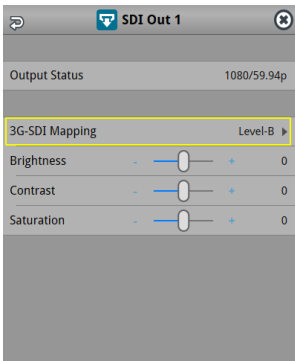 SDI Out 1
Output Status 1080/59.94p
3G-SDI Mapping Level-B
Brightness - + 0
Contrast - + 0
Saturation - + 0